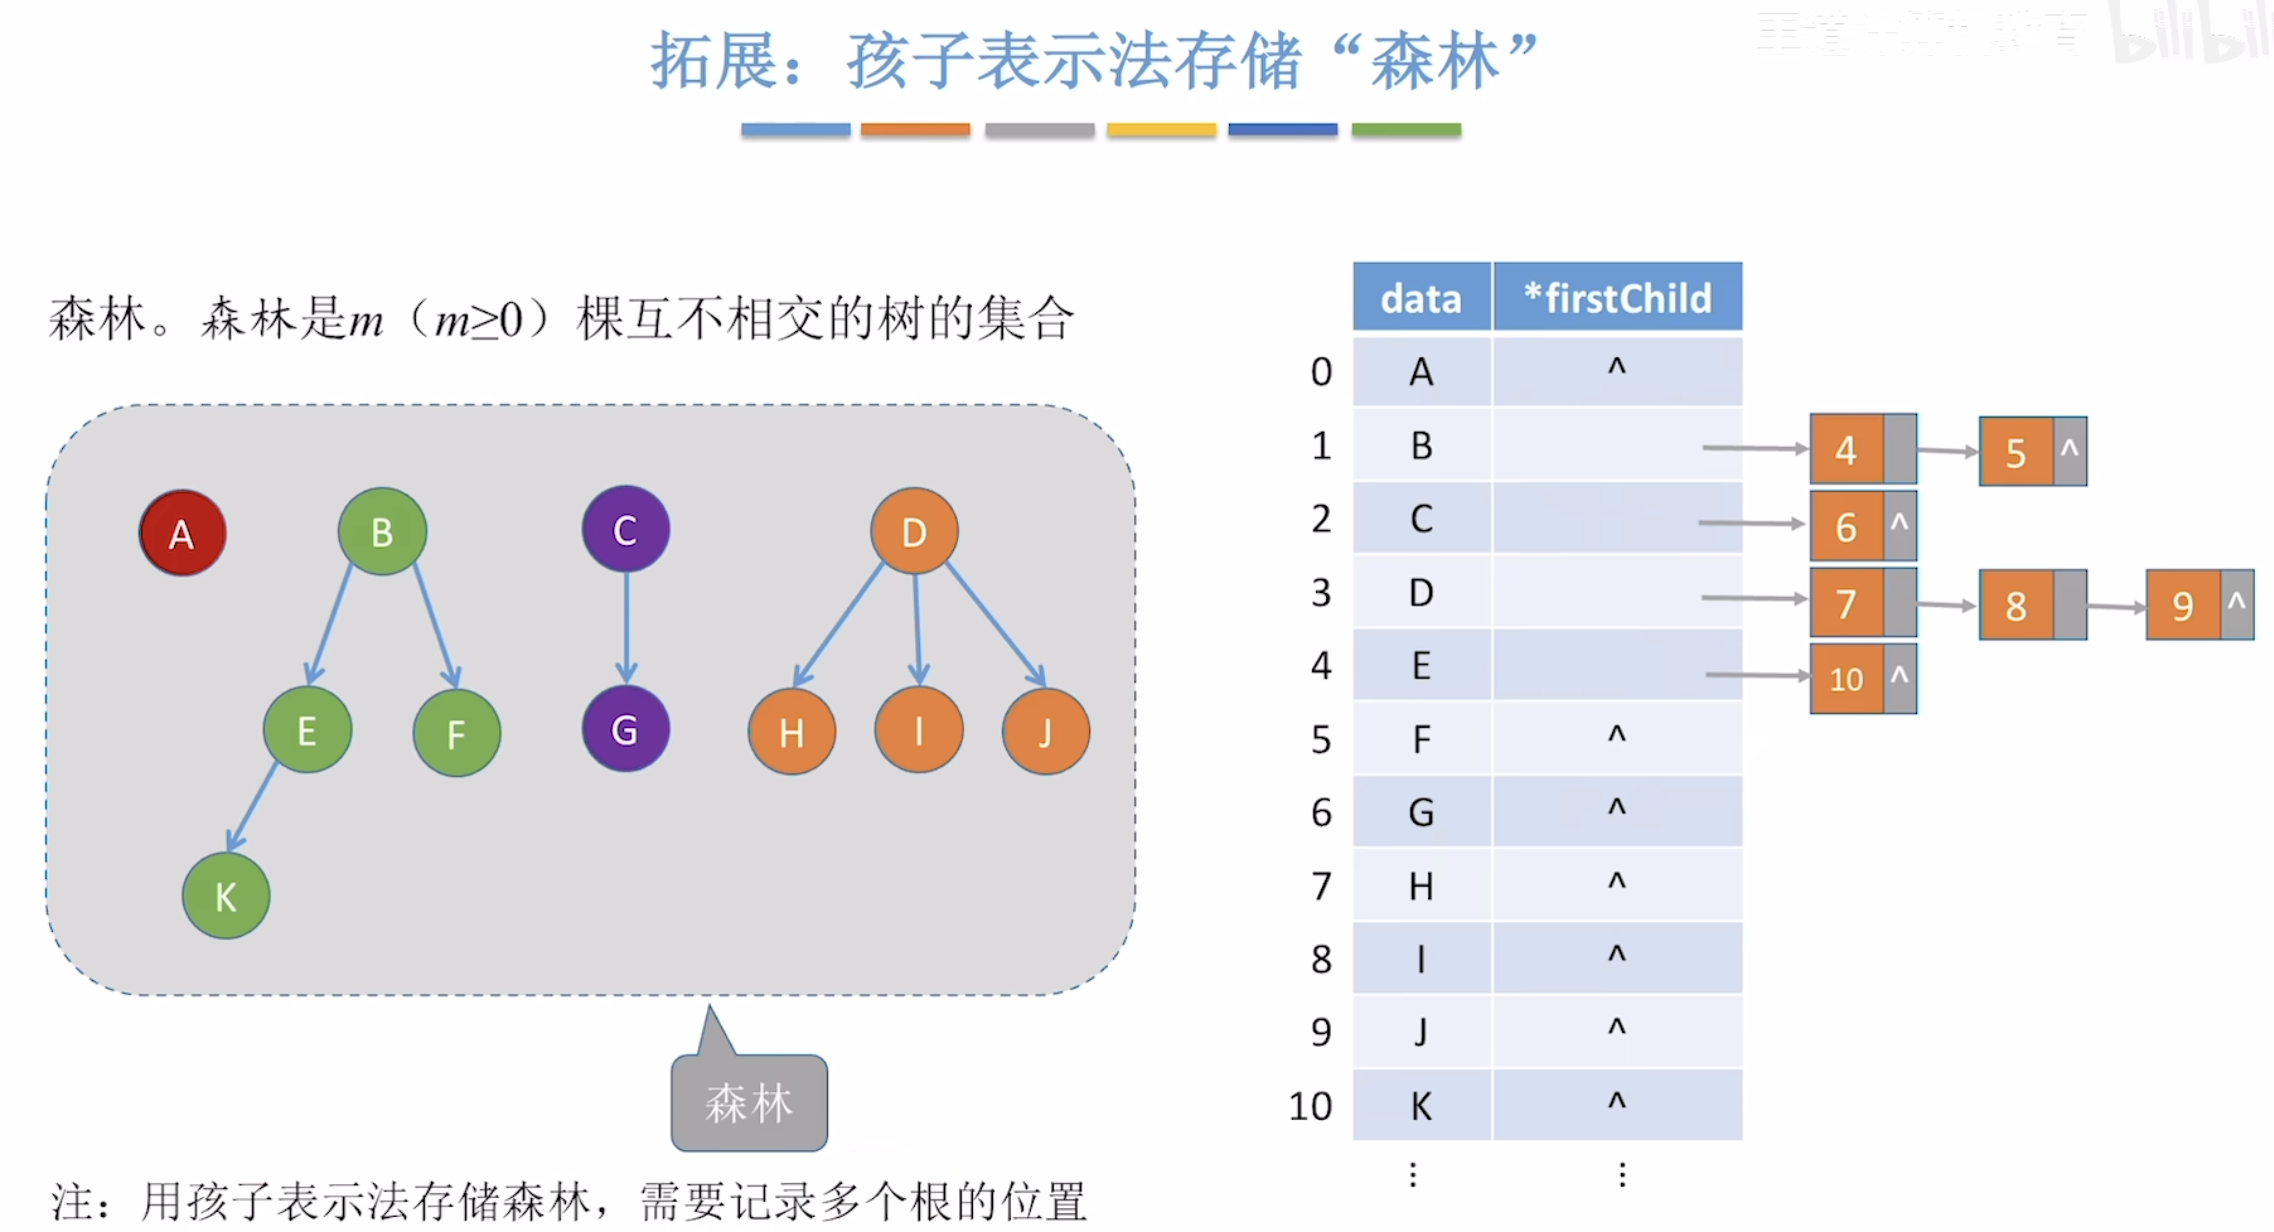 拓展：孩子表示法存储“森林”
bilibili
森林。森林是m（m≥0）棵互不相交的树的集合
A B C D
E F G H I J
K
森林
注：用孩子表示法存储森林，需要记录多个根的位置
data *firstChild
0 A ^
1 B 4 5 ^
2 C 6 ^
3 D 7 8 9 ^
4 E 10 ^
5 F ^
6 G ^
7 H ^
8 I ^
9 J ^
10 K ^
⋮ ⋮